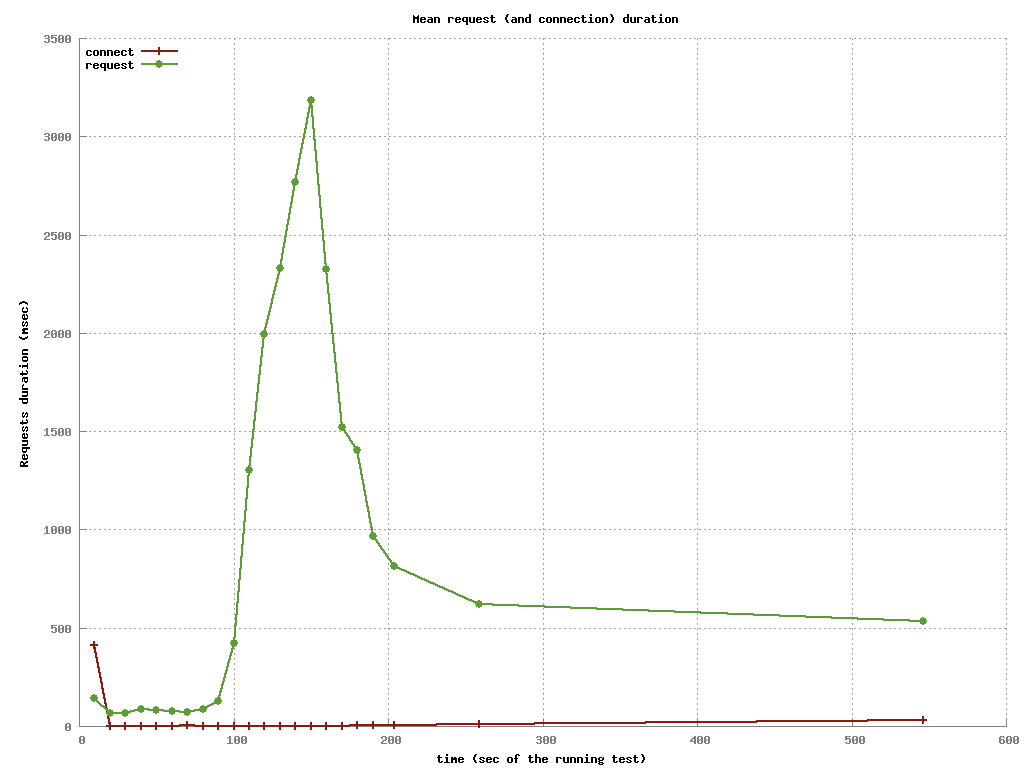 Mean request (and connection) duration
3500
connect
request
3000
2500
2000
1500
1000
500
0
Requests duration (msec)
0 100 200 300 400 500 600
time (sec of the running test)